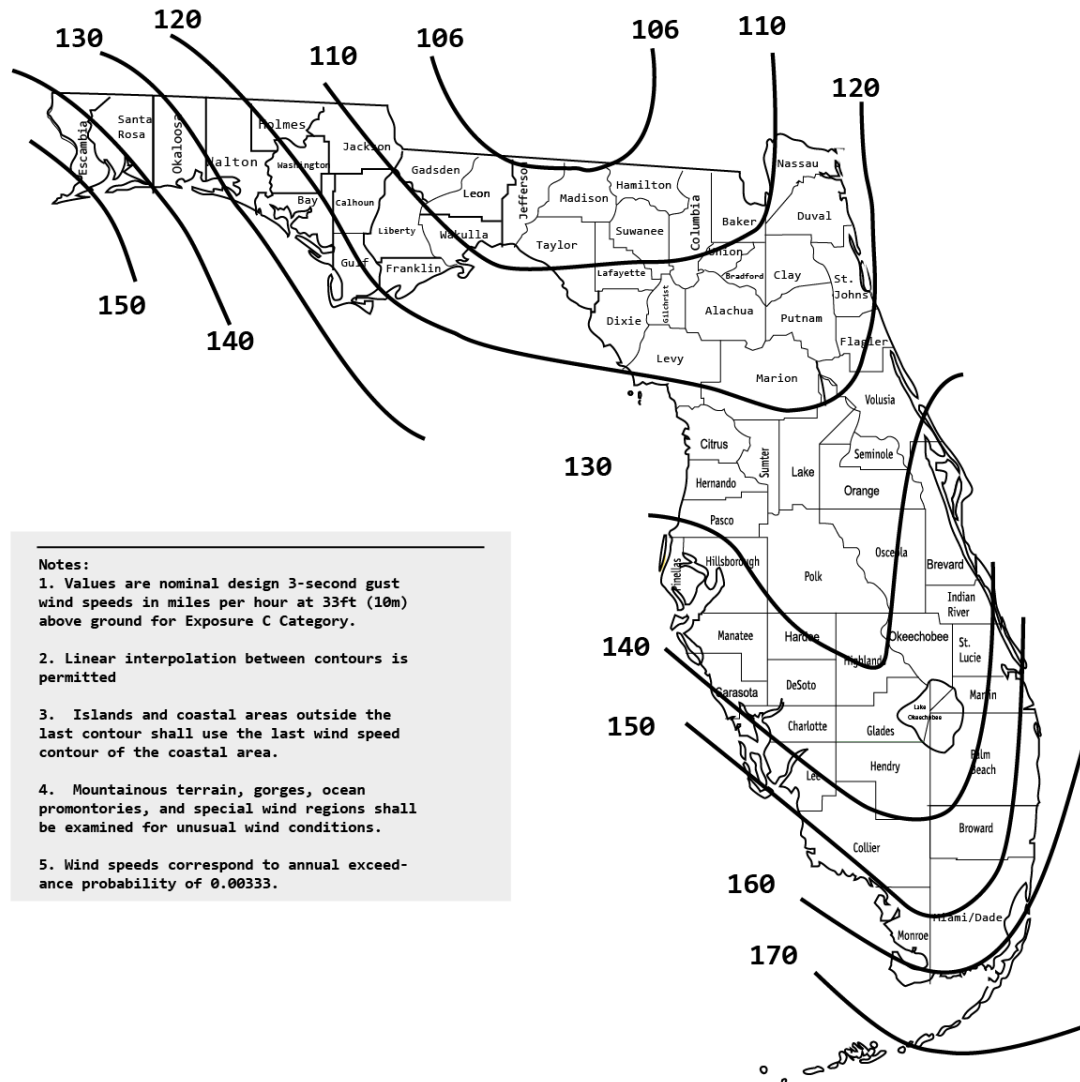 120
130
106
106
110
110
120
Santa
Rosa
Escambia
Okaloosa
Walton
Holmes
Washington
Jackson
Bay
Calhoun
Gulf
Liberty
Franklin
Gadsden
Leon
Wakulla
Jefferson
Madison
Taylor
Hamilton
Suwanee
Lafayette
Columbia
Baker
Nassau
Duval
Union
Bradford
Clay
St.
Johns
Gilchrist
Dixie
Alachua
Putnam
Flagler
Levy
Marion
Volusia
150
140
130
Citrus
Sumter
Lake
Seminole
Orange
Hernando
Pasco
Pinellas
Hillsborough
Polk
Osceola
Brevard
Indian
River
Manatee
Hardee
Highlands
Okeechobee
St.
Lucie
Sarasota
DeSoto
Martin
Lake
Okeechobee
Charlotte
Glades
Lee
Hendry
Palm
Beach
Collier
Broward
Miami/Dade
Monroe
140
150
160
170
Notes:
1. Values are nominal design 3-second gust
wind speeds in miles per hour at 33ft (10m)
above ground for Exposure C Category.
2. Linear interpolation between contours is
permitted
3. Islands and coastal areas outside the
last contour shall use the last wind speed
contour of the coastal area.
4. Mountainous terrain, gorges, ocean
promontories, and special wind regions shall
be examined for unusual wind conditions.
5. Wind speeds correspond to annual exceed-
ance probability of 0.00333.